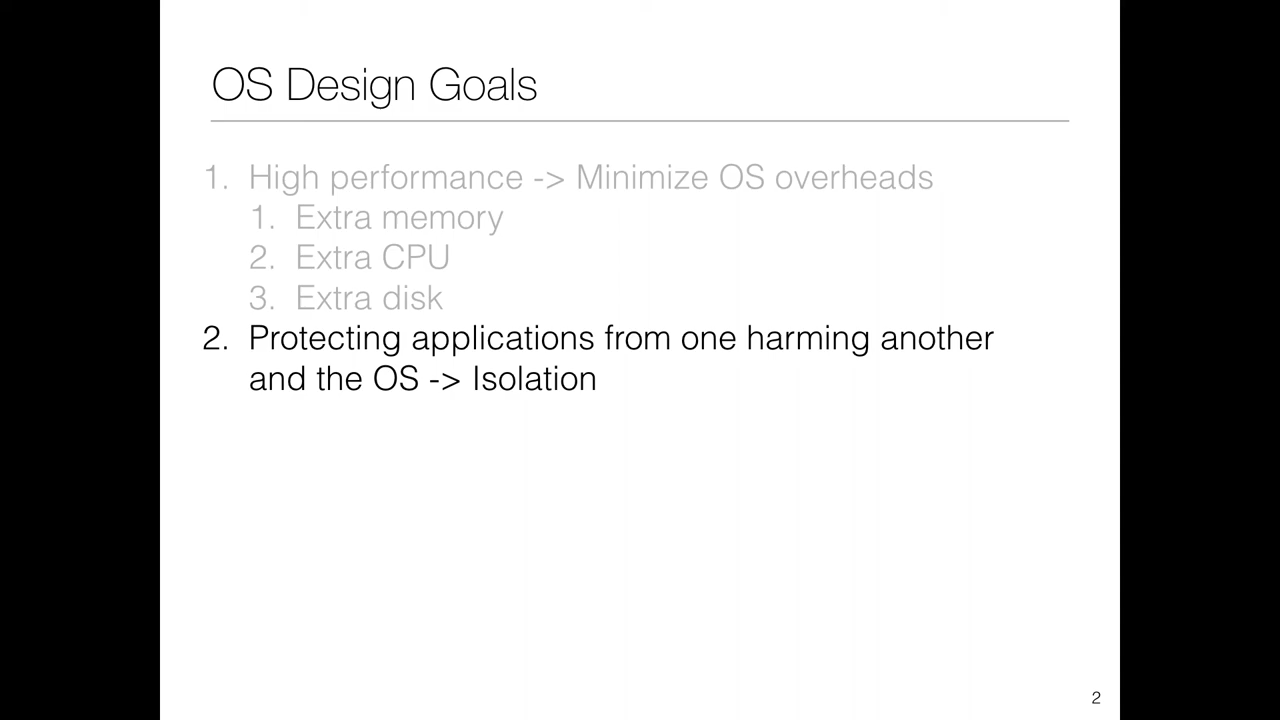 OS Design Goals
1. High performance -> Minimize OS overheads
1. Extra memory
2. Extra CPU
3. Extra disk
2. Protecting applications from one harming another
and the OS -> Isolation
2